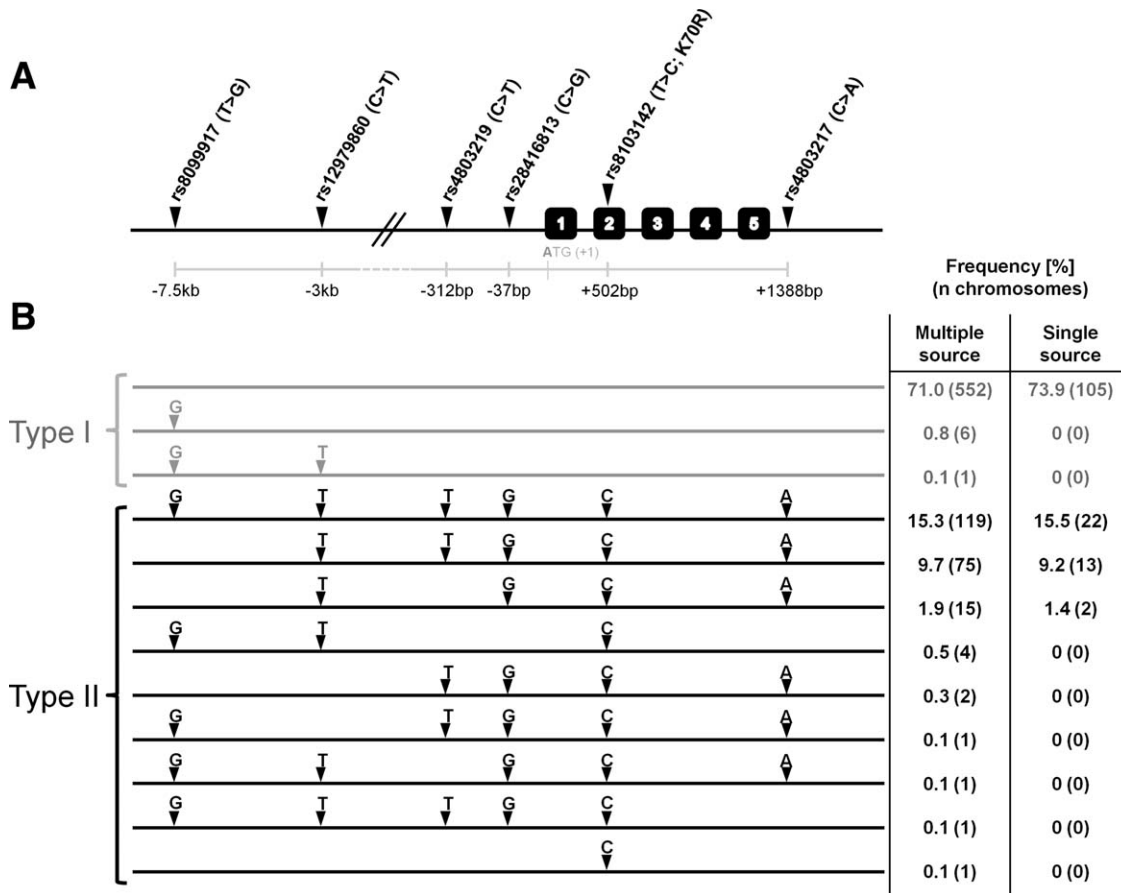 A
rs8099917 (T>G)
rs12979860 (C>T)
rs4803219 (C>T)
rs28416813 (C>G)
rs8103142 (T>C; K70R)
rs4803217 (C>A)
1 2 3 4 5
ATG (+1)
-7.5kb -3kb -312bp -37bp +502bp +1388bp
Frequency [%]
(n chromosomes)
B
Multiple
source
Single
source
Type I
71.0 (552) 73.9 (105)
G
0.8 (6) 0 (0)
G T
0.1 (1) 0 (0)
Type II
G T T G C A
15.3 (119) 15.5 (22)
T T G C A
9.7 (75) 9.2 (13)
T G C A
1.9 (15) 1.4 (2)
G T C
0.5 (4) 0 (0)
T G C A
0.3 (2) 0 (0)
G T G C A
0.1 (1) 0 (0)
G T G C A
0.1 (1) 0 (0)
G T T G C
0.1 (1) 0 (0)
C
0.1 (1) 0 (0)